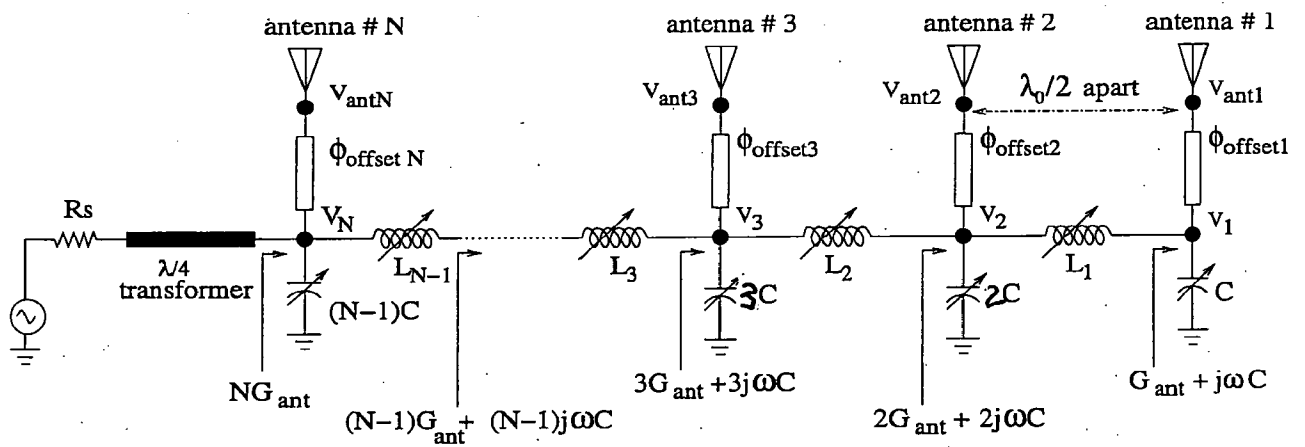 antenna # N
antenna # 3
antenna # 2
antenna # 1
V_antN
V_ant3
V_ant2
λ₀/2 apart
V_ant1
ϕ_offset N
ϕ_offset3
ϕ_offset2
ϕ_offset1
Rs
V_N
V_3
V_2
V_1
λ/4
transformer
L_N-1
L_3
L_2
L_1
(N-1)C
3C
2C
C
NG_ant
(N-1)G_ant + (N-1)jωC
3G_ant + 3jωC
2G_ant + 2jωC
G_ant + jωC